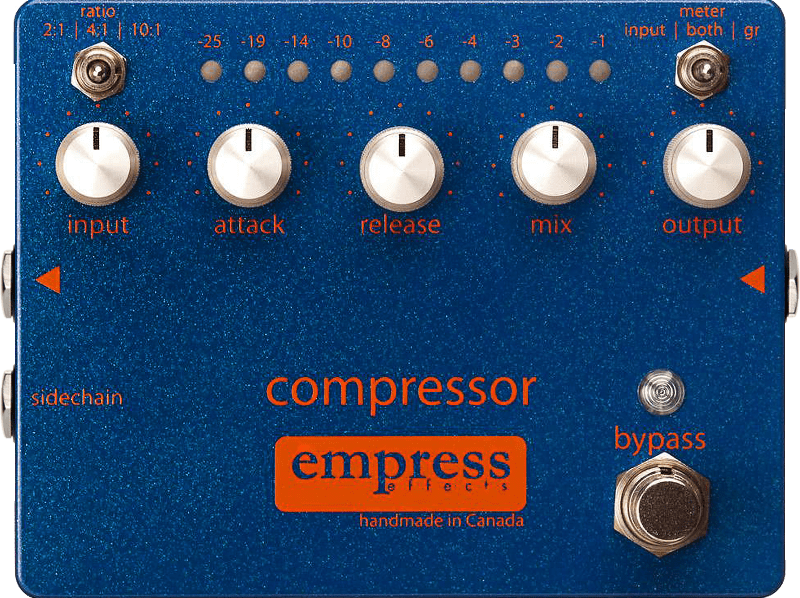 ratio
2:1 | 4:1 | 10:1
-25 -19 -14 -10 -8 -6 -4 -3 -2 -1
meter
input | both | gr
input attack release mix output
sidechain
compressor
bypass
empress
effects
handmade in Canada